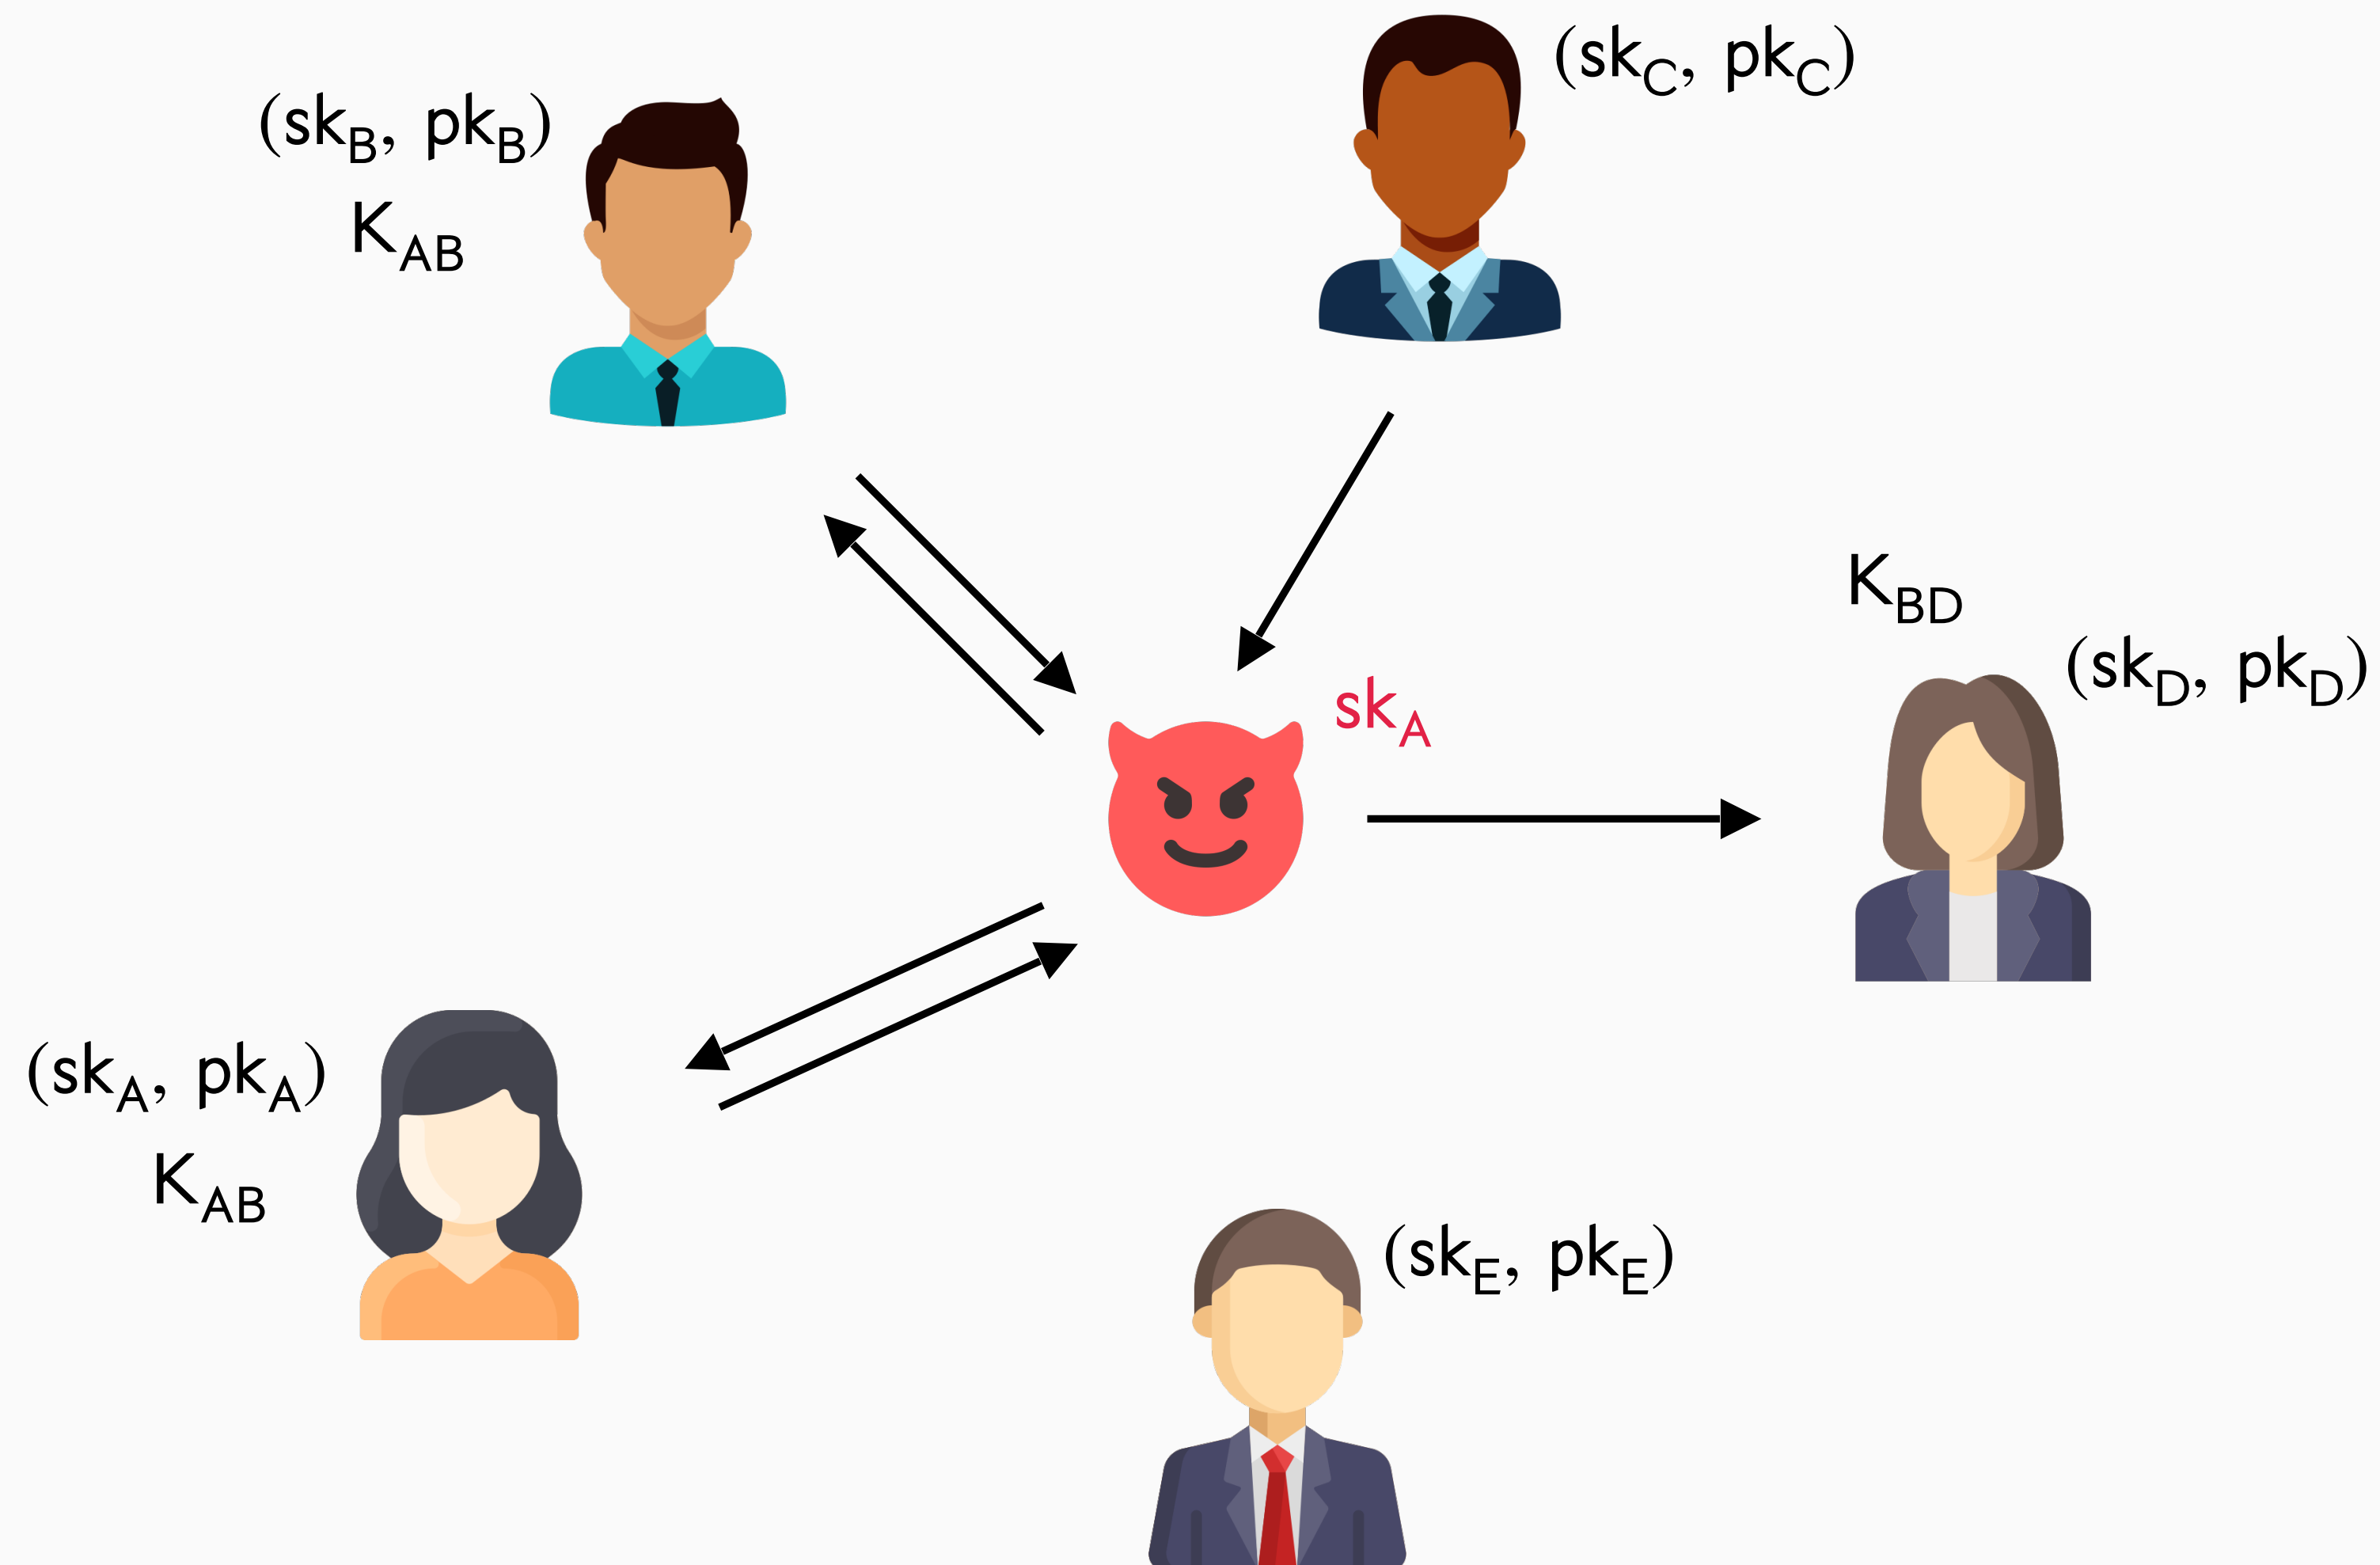 (sk_C, pk_C)
(sk_B, pk_B)
K_AB
K_BD
(sk_D, pk_D)
sk_A
(sk_A, pk_A)
K_AB
(sk_E, pk_E)